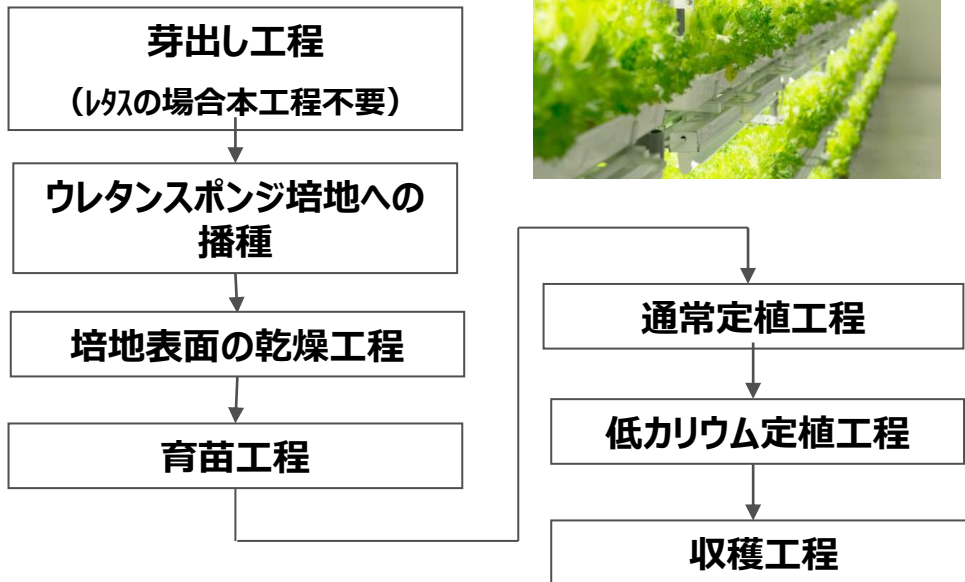 芽出し工程
（ﾚﾀｽの場合本工程不要）
ウレタンスポンジ培地への
播種
培地表面の乾燥工程
育苗工程
通常定植工程
低カリウム定植工程
収穫工程